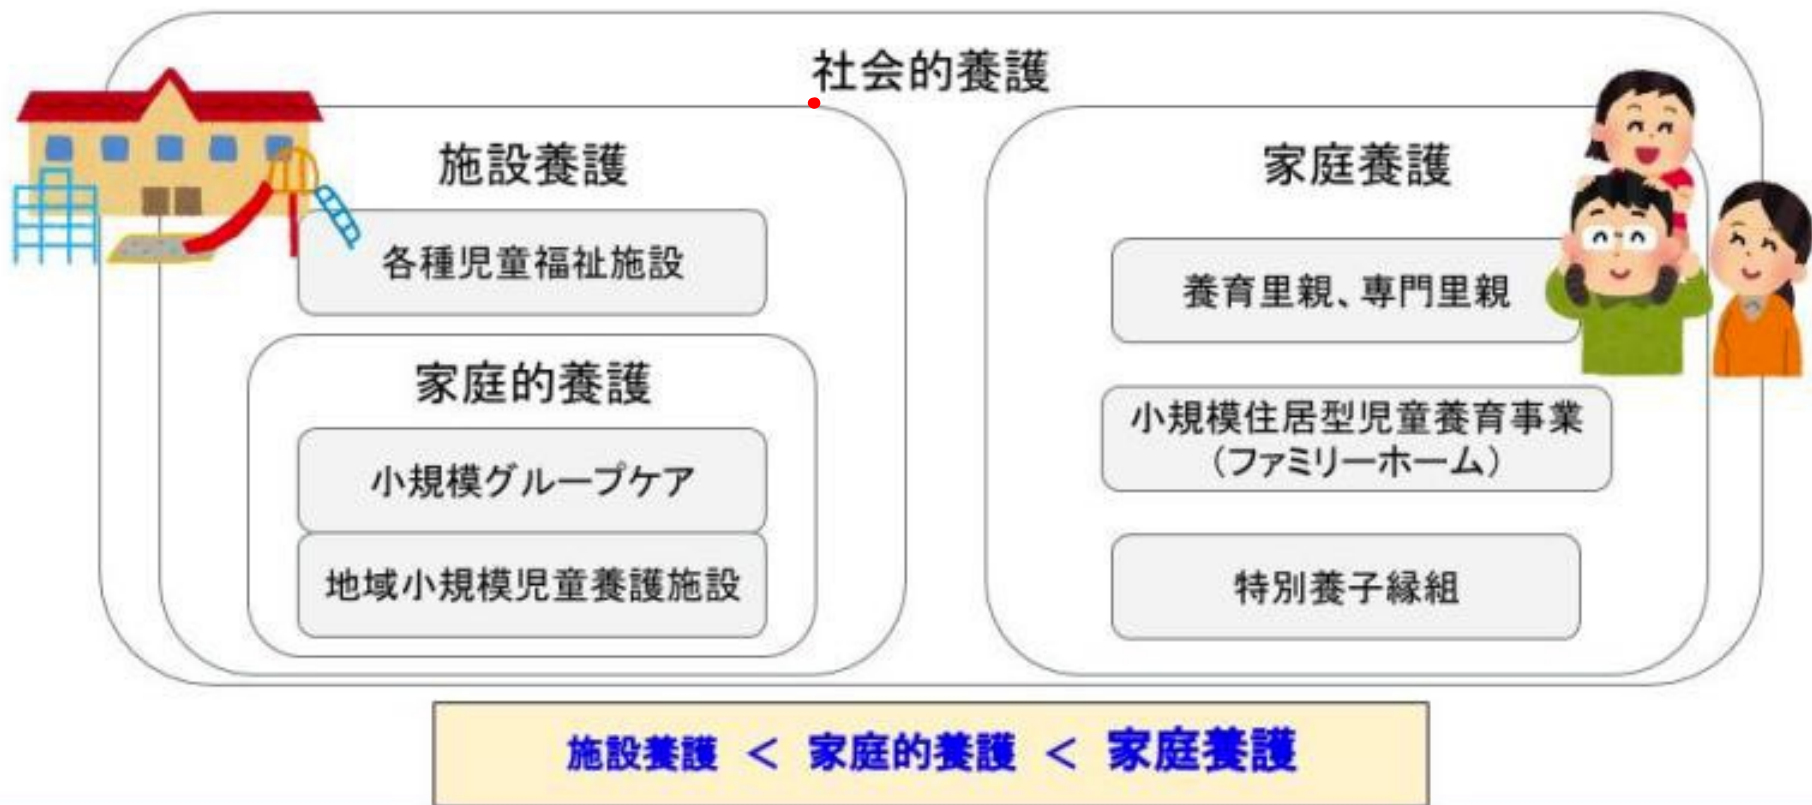 社会的養護
施設養護
各種児童福祉施設
家庭的養護
小規模グループケア
地域小規模児童養護施設
家庭養護
養育里親、専門里親
小規模住居型児童養育事業
(ファミリーホーム)
特別養子縁組
施設養護 < 家庭的養護 < 家庭養護